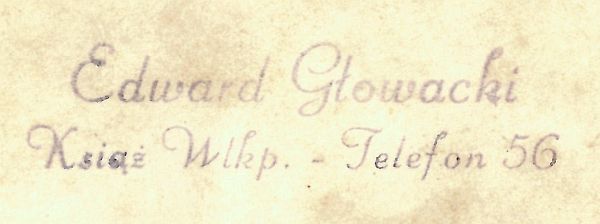 Edward Głowacki
Książ Wlkp. - Telefon 56